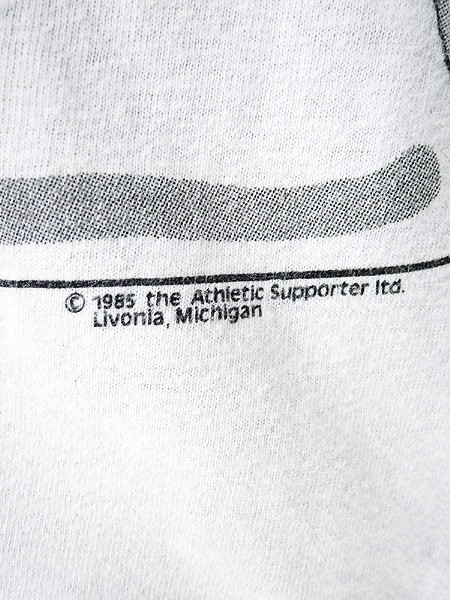 © 1985 the Athletic Supporter ltd.
Livonia, Michigan